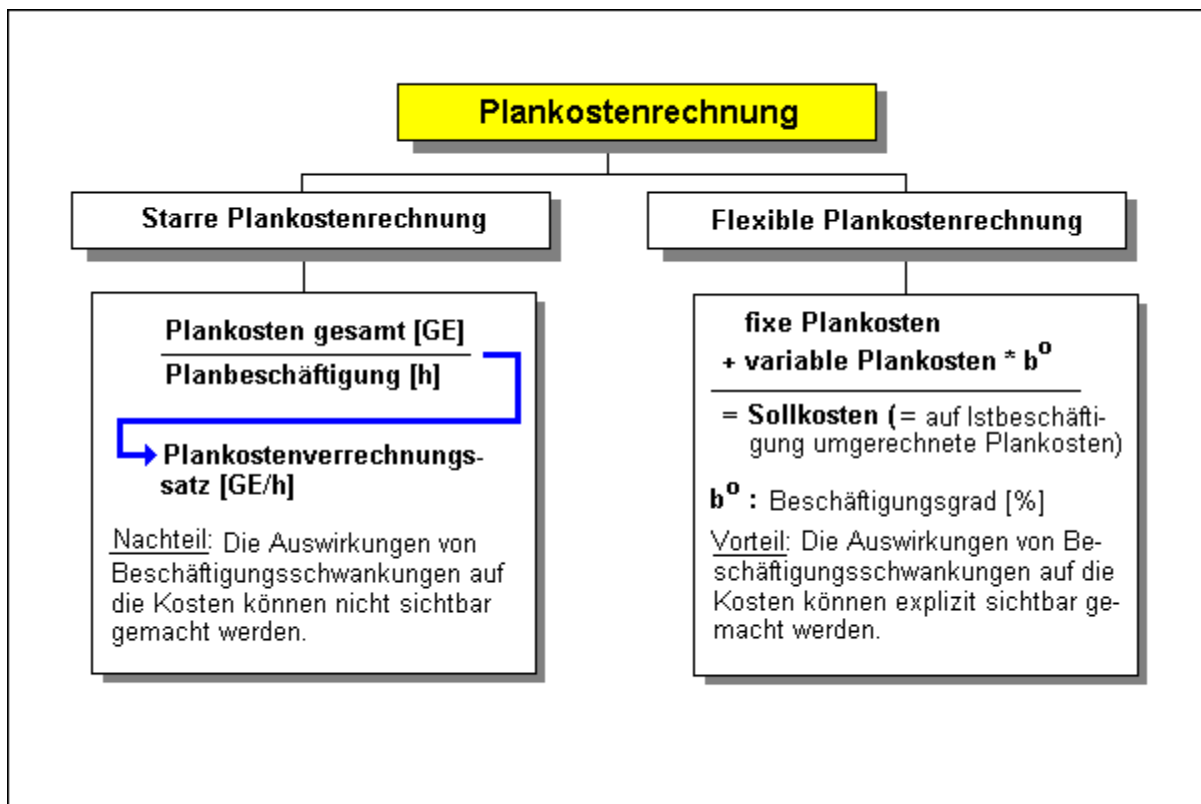 Plankostenrechnung
Starre Plankostenrechnung
Plankosten gesamt [GE]
Planbeschäftigung [h]
Plankostenverrechnungs-
satz [GE/h]
Nachteil: Die Auswirkungen von
Beschäftigungsschwankungen auf
die Kosten können nicht sichtbar
gemacht werden.
Flexible Plankostenrechnung
fixe Plankosten
+ variable Plankosten * b⁰
= Sollkosten (= auf Istbeschäfti-
gung umgerechnete Plankosten)
b⁰ : Beschäftigungsgrad [%]
Vorteil: Die Auswirkungen von Be-
schäftigungsschwankungen auf die
Kosten können explizit sichtbar ge-
macht werden.